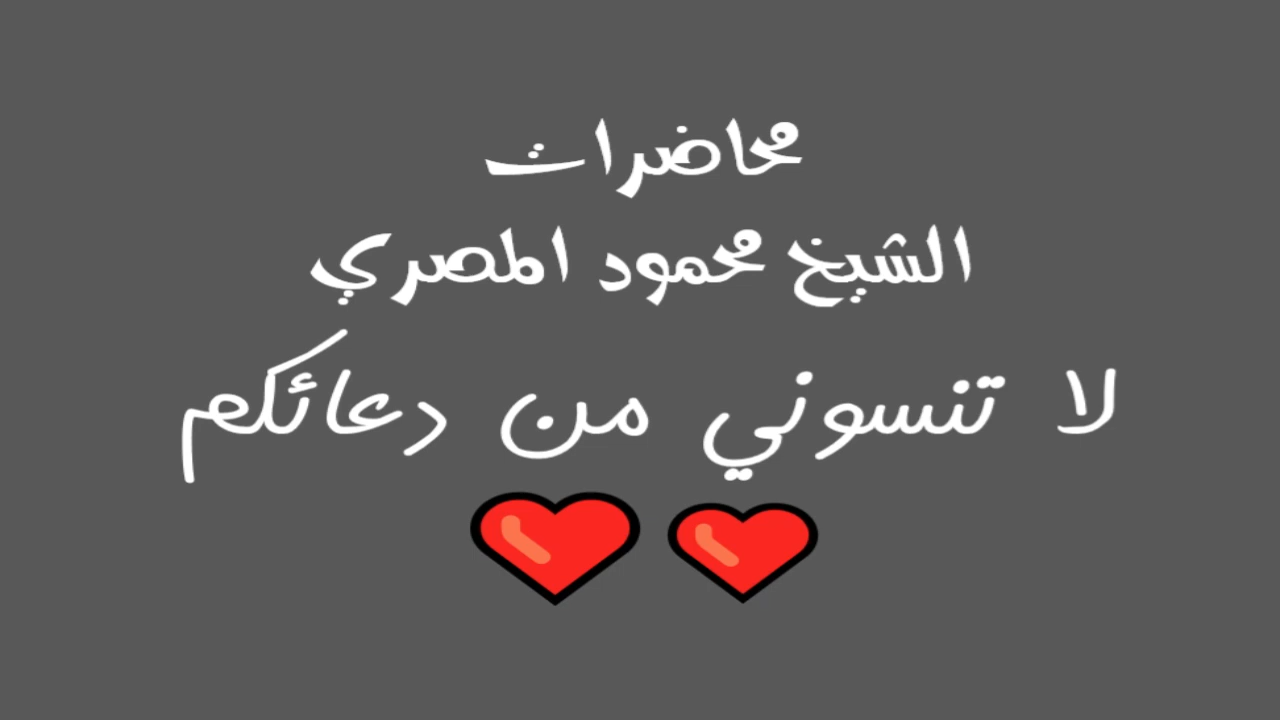 محاضرات
الشيخ محمود المصري
لا تنسوني من دعائكم